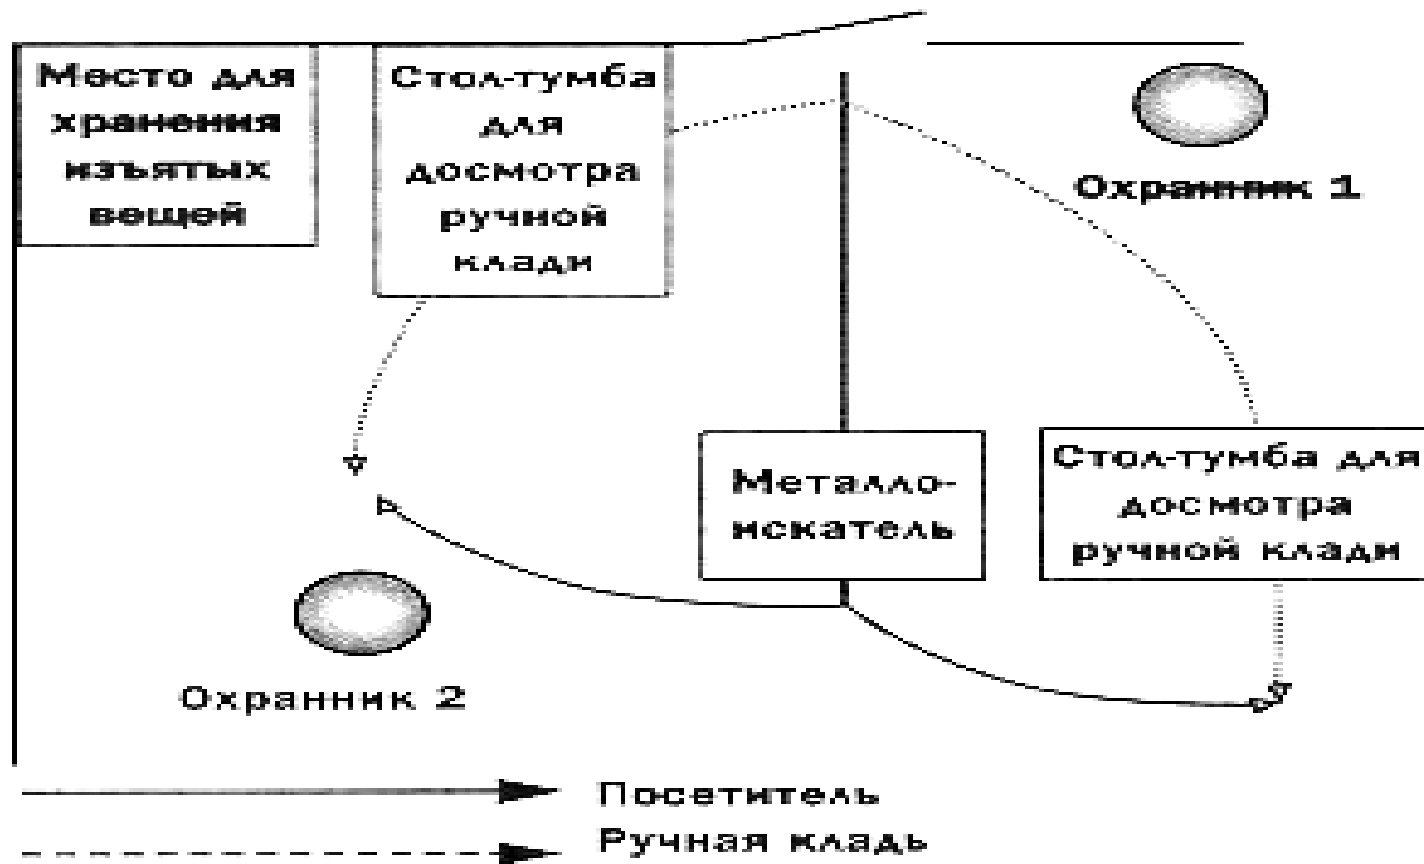 Место для
хранения
изъятых
вещей
Стол-тумба
для
досмотра
ручной
клади
Охранник 1
Металло-
искатель
Стол-тумба для
досмотра
ручной клади
Охранник 2
Посетитель
Ручная кладь